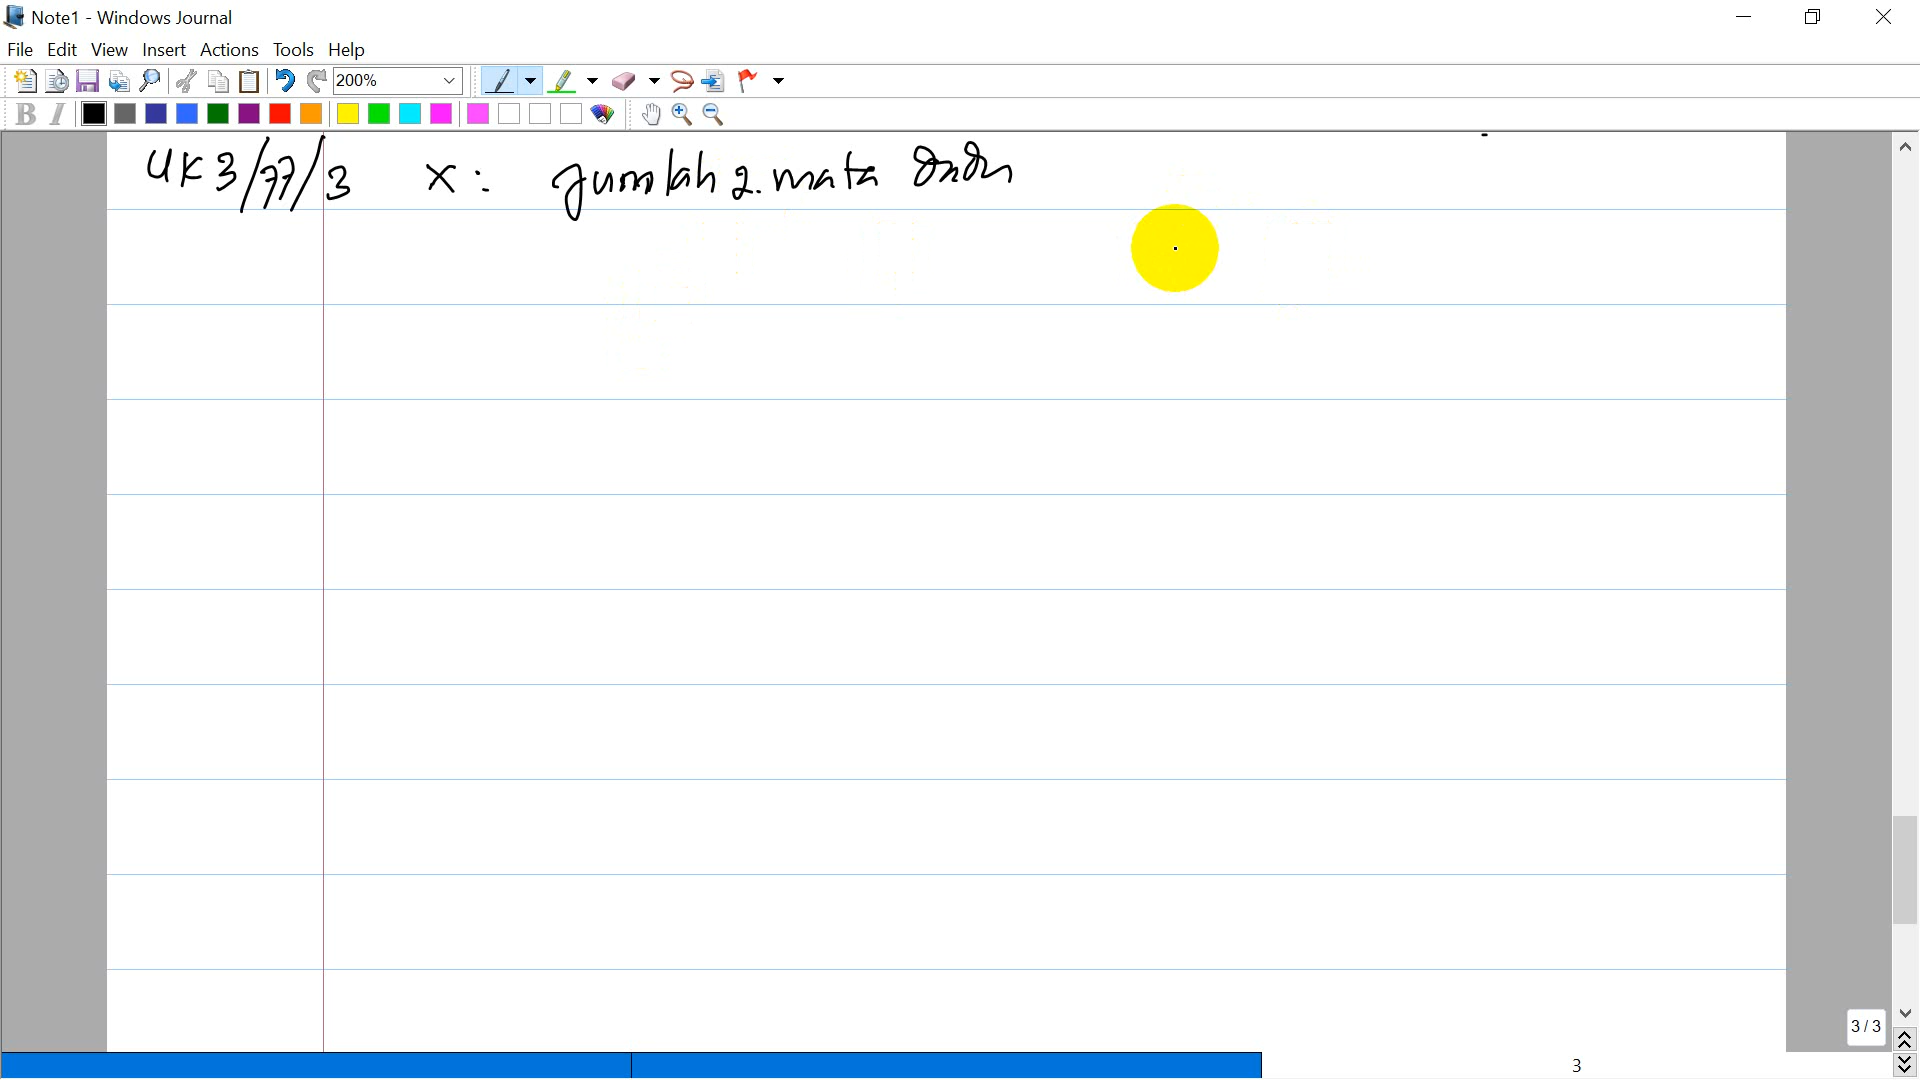 Note1 - Windows Journal
File Edit View Insert Actions Tools Help
200%
B I
UK 3/77/3 X : Jumlah 2. mata
3 / 3
3